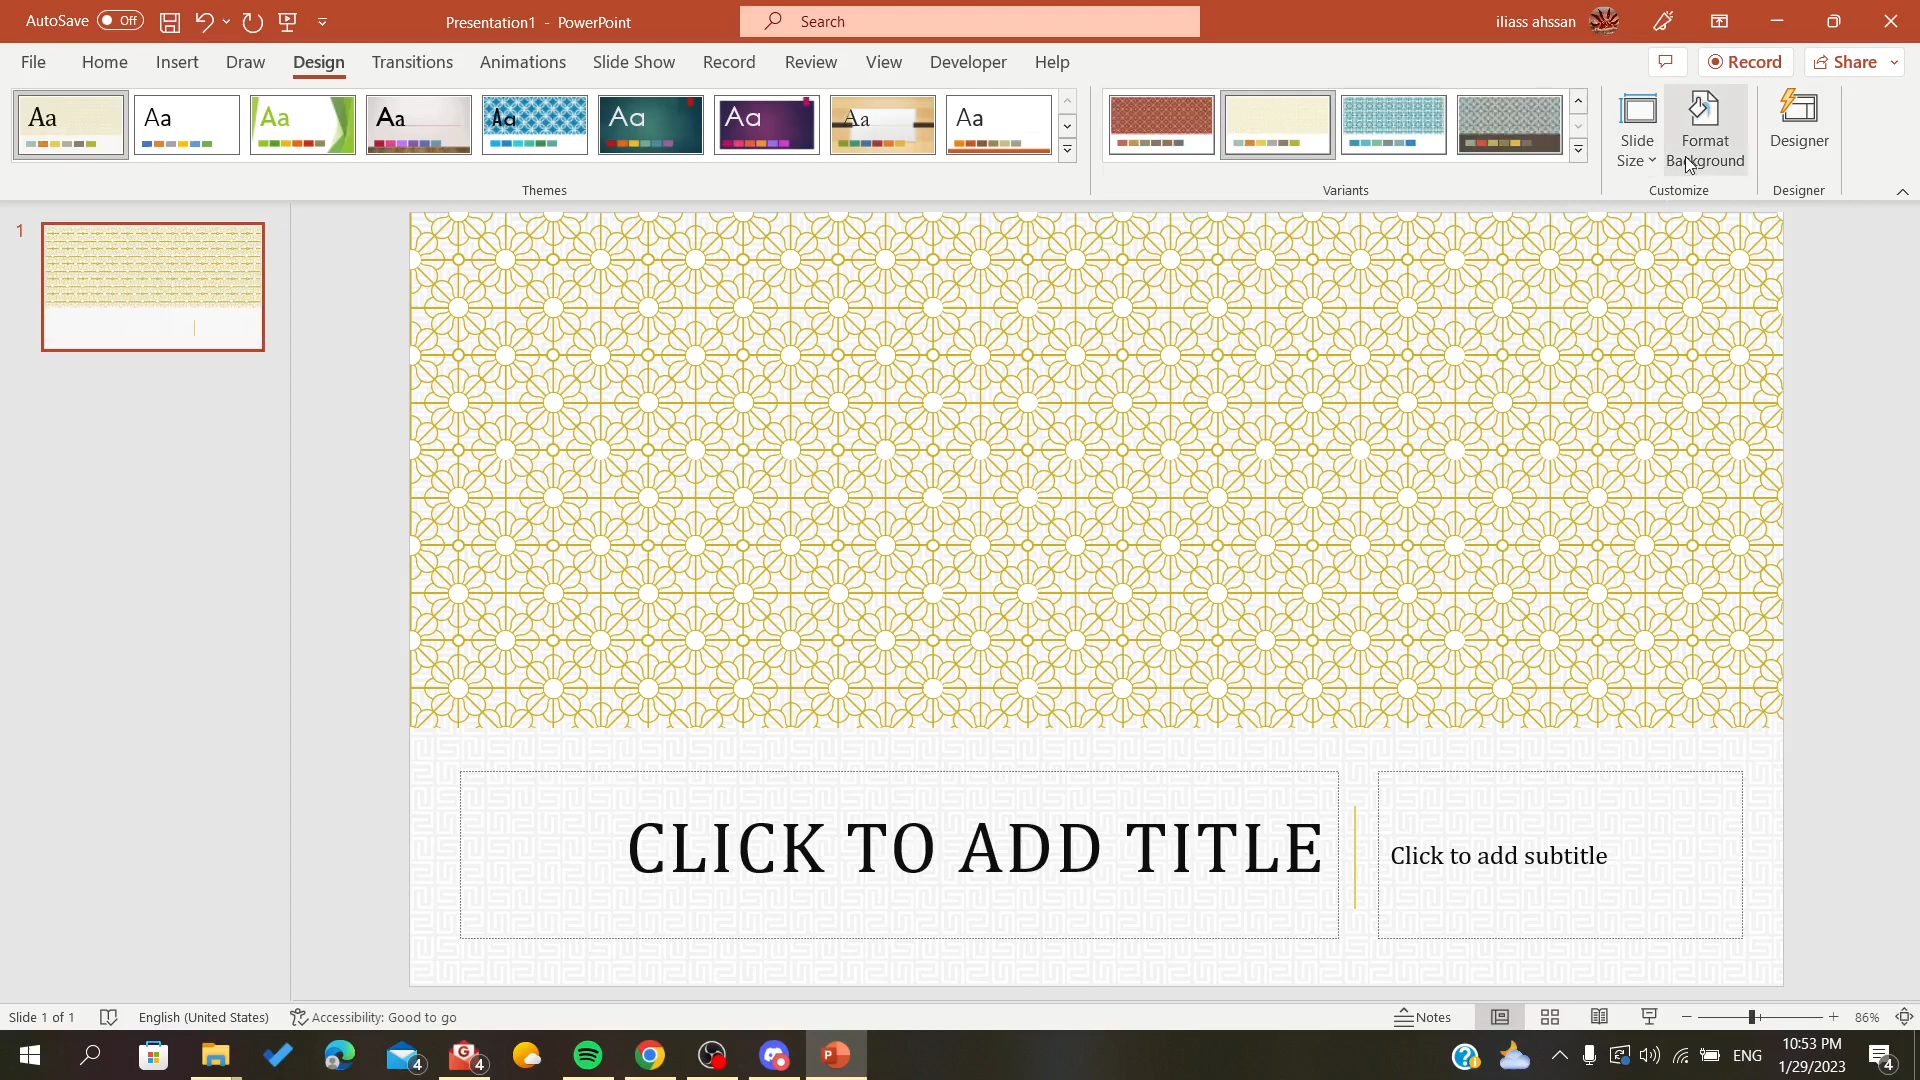 AutoSave Off Presentation1 - PowerPoint Search iliass ahssan
File Home Insert Draw Design Transitions Animations Slide Show Record Review View Developer Help Record Share
Aa Aa Aa Aa Aa Aa Aa Aa Aa
Slide Size
Format Background
Designer
Themes Variants Customize Designer
1
CLICK TO ADD TITLE
Click to add subtitle
Slide 1 of 1 English (United States) Accessibility: Good to go Notes 86%
4 4 ENG 10:53 PM 4
1/29/2023